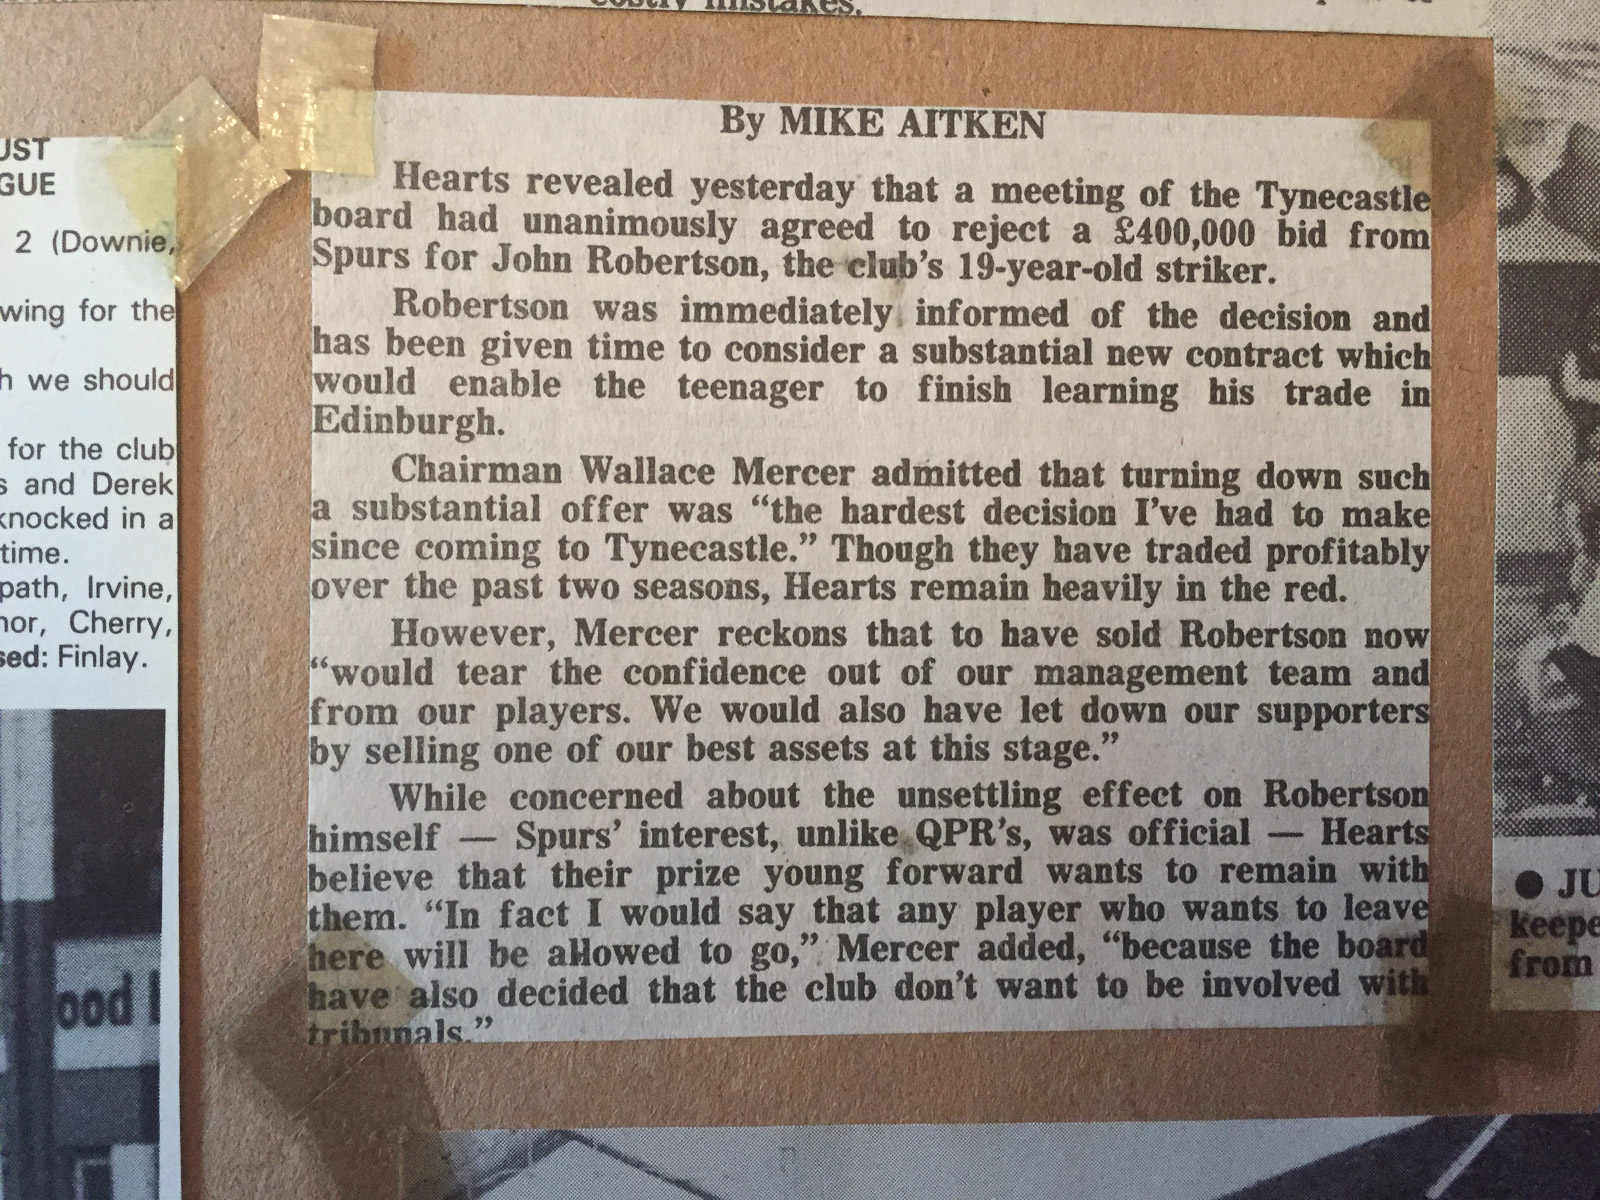 costly mistakes.
UST
GUE
2 (Downie,
wing for the
h we should
for the club
s and Derek
knocked in a
time.
path, Irvine,
nor, Cherry,
sed: Finlay.
ood
By MIKE AITKEN
Hearts revealed yesterday that a meeting of the Tynecastle
board had unanimously agreed to reject a £400,000 bid from
Spurs for John Robertson, the club's 19-year-old striker.
Robertson was immediately informed of the decision and
has been given time to consider a substantial new contract which
would enable the teenager to finish learning his trade in
Edinburgh.
Chairman Wallace Mercer admitted that turning down such
a substantial offer was “the hardest decision I've had to make
since coming to Tynecastle.” Though they have traded profitably
over the past two seasons, Hearts remain heavily in the red.
However, Mercer reckons that to have sold Robertson now
“would tear the confidence out of our management team and
from our players. We would also have let down our supporters
by selling one of our best assets at this stage.”
While concerned about the unsettling effect on Robertson
himself — Spurs’ interest, unlike QPR's, was official — Hearts
believe that their prize young forward wants to remain with
them. “In fact I would say that any player who wants to leave
here will be allowed to go,” Mercer added, “because the board
have also decided that the club don't want to be involved with
tribunals.”
● JU
keepe
from